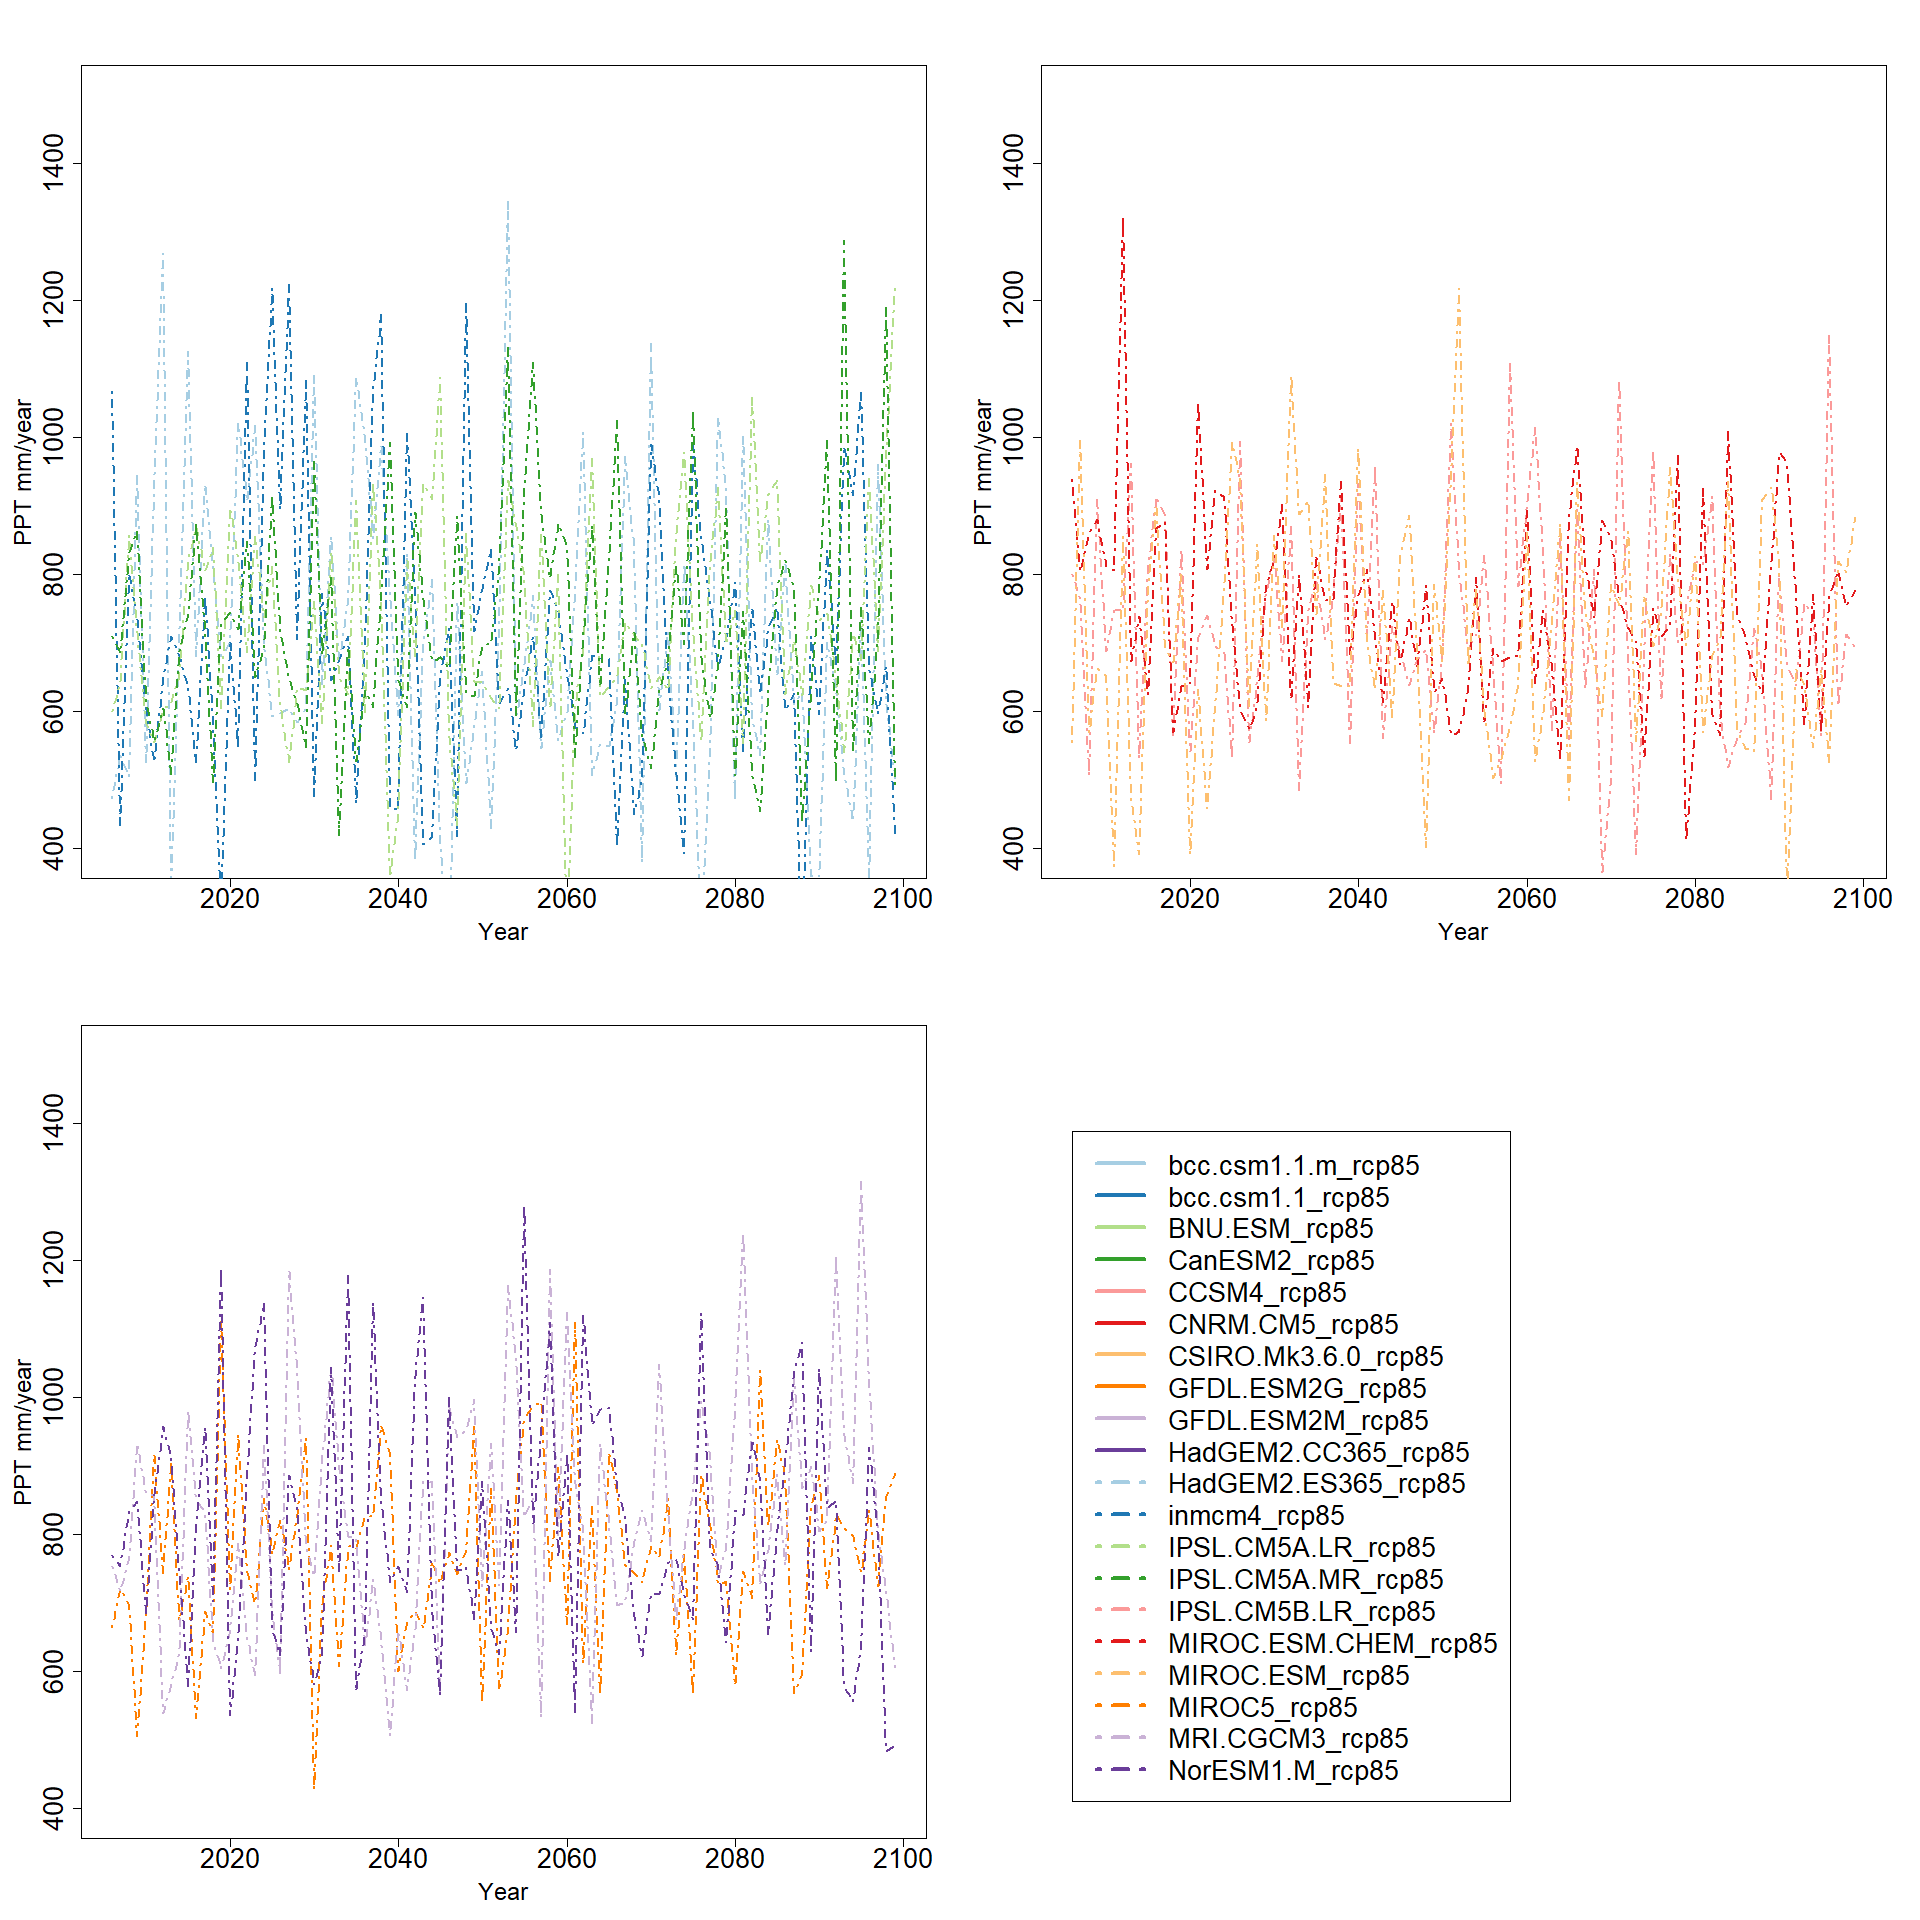 1400
1200
1000
800
600
400
PPT mm/year
2020 2040 2060 2080 2100
Year
1400
1200
1000
800
600
400
PPT mm/year
2020 2040 2060 2080 2100
Year
1400
1200
1000
800
600
400
PPT mm/year
2020 2040 2060 2080 2100
Year
bcc.csm1.1.m_rcp85
bcc.csm1.1_rcp85
BNU.ESM_rcp85
CanESM2_rcp85
CCSM4_rcp85
CNRM.CM5_rcp85
CSIRO.Mk3.6.0_rcp85
GFDL.ESM2G_rcp85
GFDL.ESM2M_rcp85
HadGEM2.CC365_rcp85
HadGEM2.ES365_rcp85
inmcm4_rcp85
IPSL.CM5A.LR_rcp85
IPSL.CM5A.MR_rcp85
IPSL.CM5B.LR_rcp85
MIROC.ESM.CHEM_rcp85
MIROC.ESM_rcp85
MIROC5_rcp85
MRI.CGCM3_rcp85
NorESM1.M_rcp85